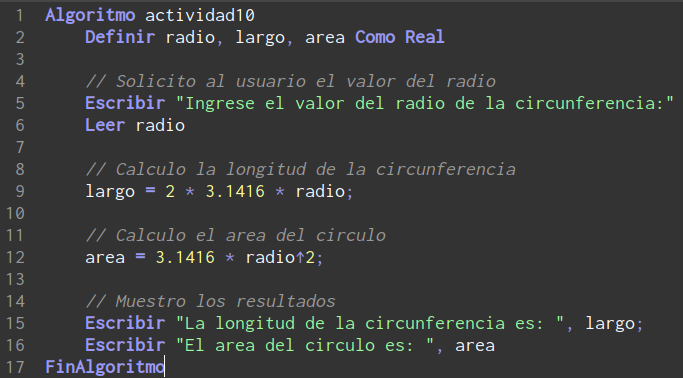 1 Algoritmo actividad10
2 Definir radio, largo, area Como Real
3
4 // Solicito al usuario el valor del radio
5 Escribir "Ingrese el valor del radio de la circunferencia:"
6 Leer radio
7
8 // Calculo la longitud de la circunferencia
9 largo = 2 * 3.1416 * radio;
10
11 // Calculo el area del circulo
12 area = 3.1416 * radio↑2;
13
14 // Muestro los resultados
15 Escribir "La longitud de la circunferencia es: ", largo;
16 Escribir "El area del circulo es: ", area
17 FinAlgoritmo